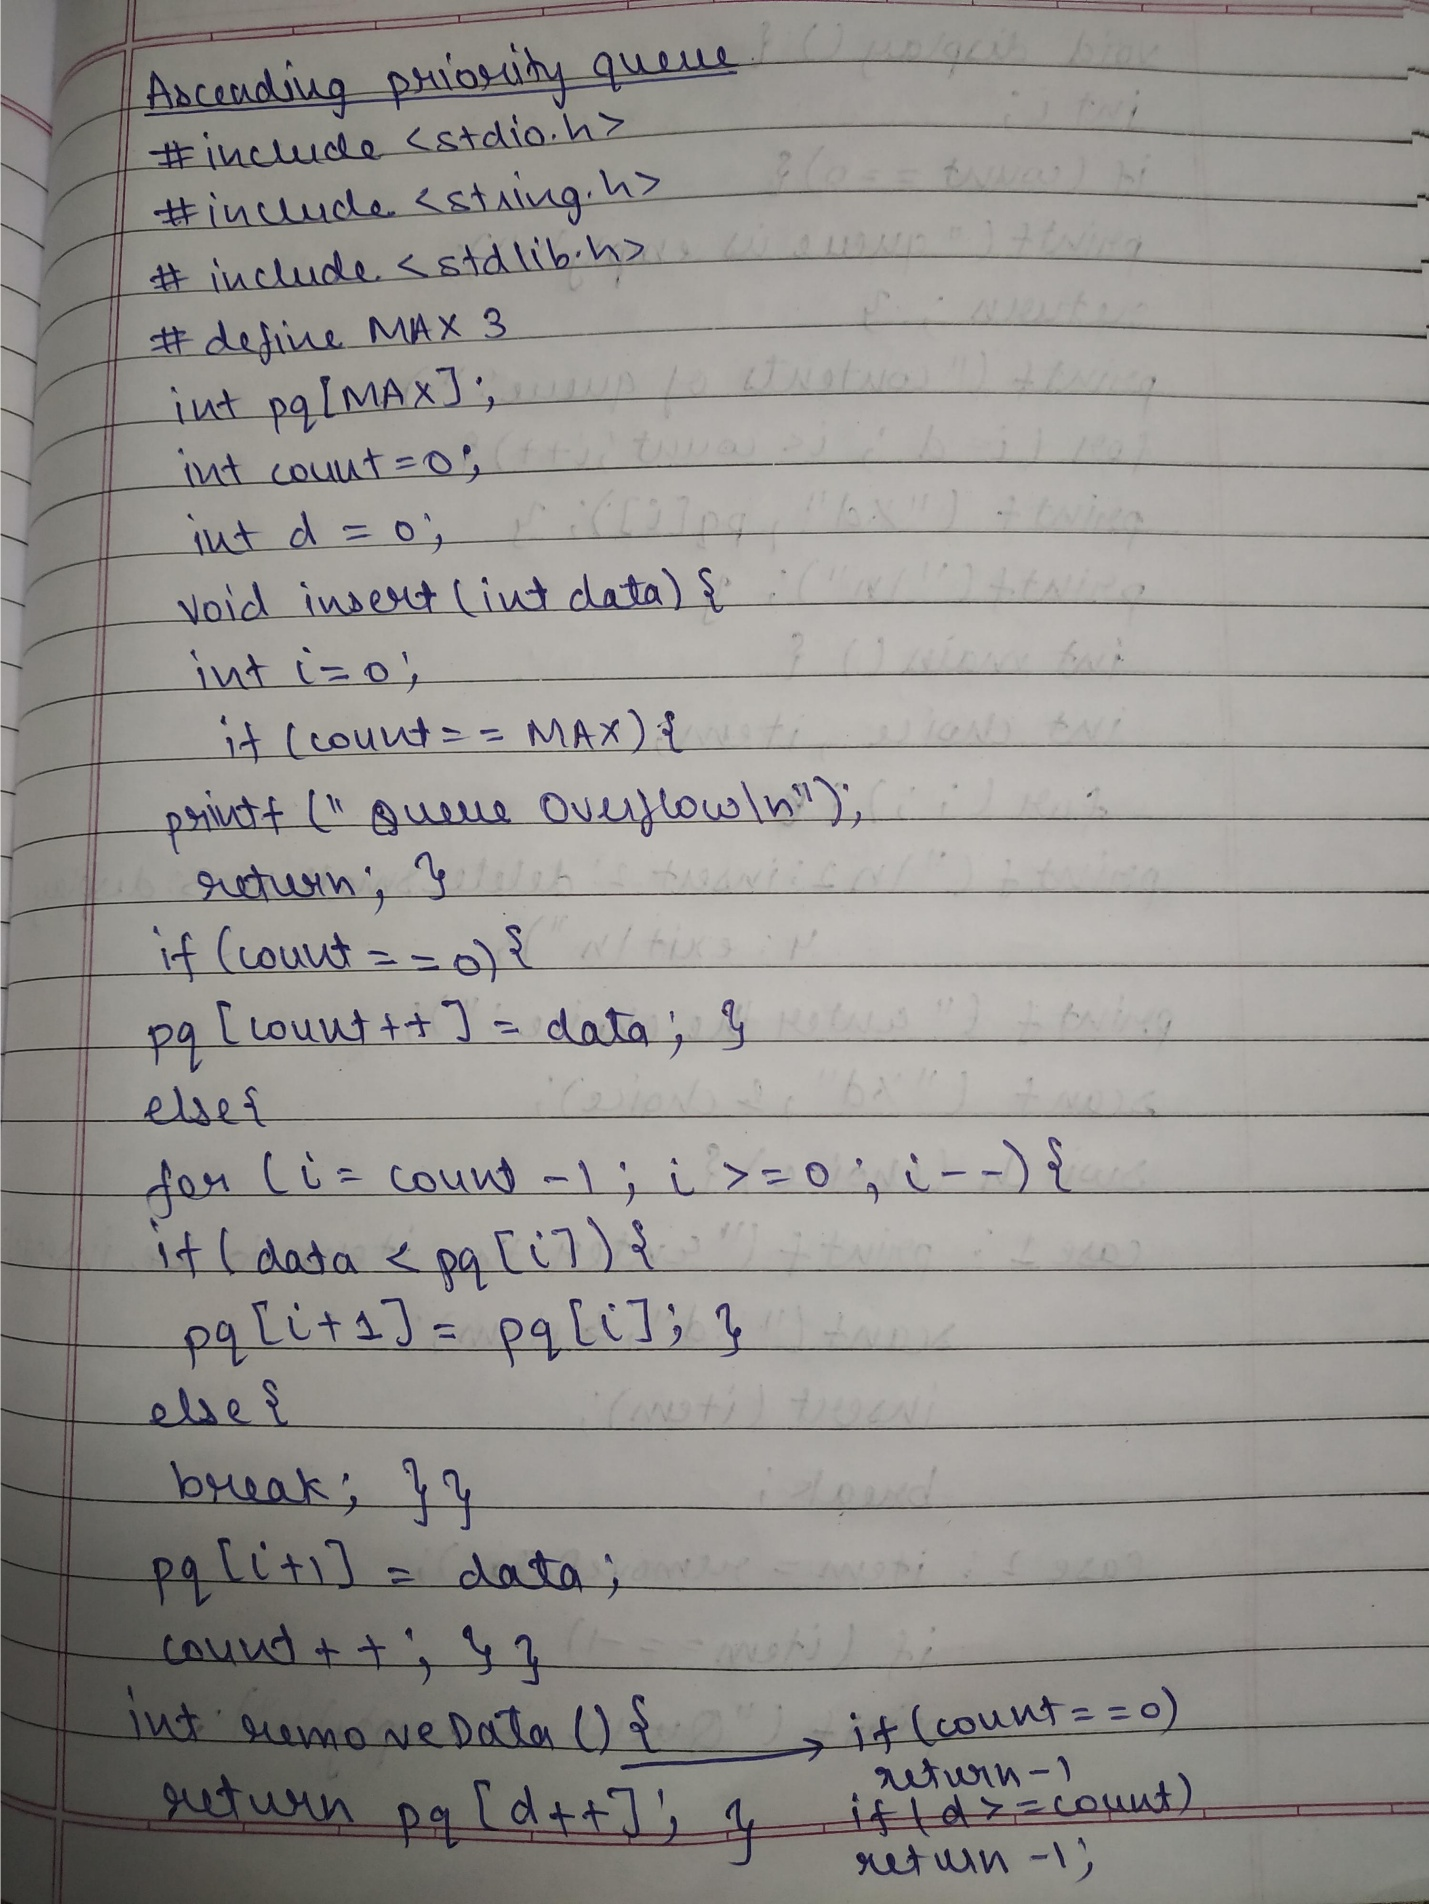 Ascending priority queue
#include <stdio.h>
#include <string.h>
# include <stdlib.h>
# define MAX 3
int pq[MAX];
int count=0;
int d = 0;
void insert(int data){
int i=0;
if (count== MAX){
printf (" Queue Overflow\n");
return; }
if (count==0){
pq [count++] = data; }
else{
for (i= count -1; i >=0; i--){
if( data < pq [i]){
pq[i+1] = pq[i]; }
else{
break; }}
pq[i+1] = data;
count++; }}
int removeData(){ → if(count==0)
return -1
return pq [d++]; } if(d>=count)
return -1;